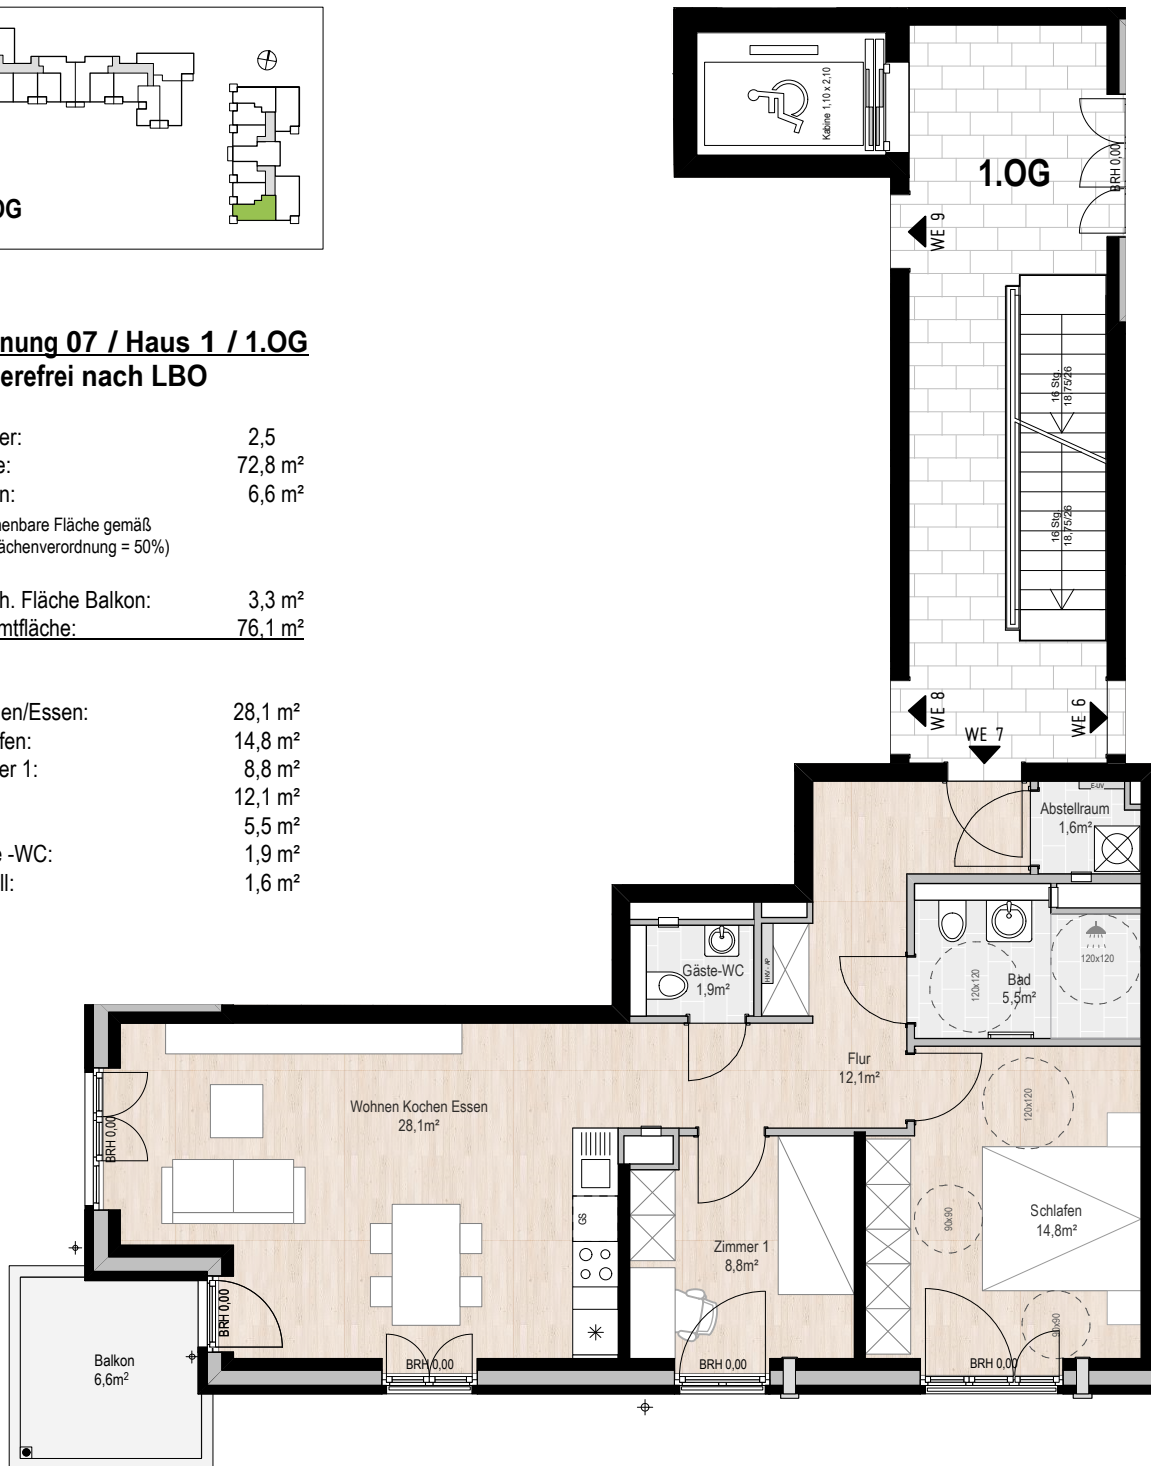 OG
nung 07 / Haus 1 / 1.OG
erefrei nach LBO
er: 2,5
e: 72,8 m²
n: 6,6 m²
enbare Fläche gemäß
ächenverordnung = 50%)
h. Fläche Balkon: 3,3 m²
mtfläche: 76,1 m²
en/Essen: 28,1 m²
fen: 14,8 m²
er 1: 8,8 m²
12,1 m²
5,5 m²
e -WC: 1,9 m²
ll: 1,6 m²
Kabine 1,10 x 2,10
1.OG
BRH 0,00
WE 9
16 Stg.
18,75/26
16 Stg.
18,75/26
WE 8
WE 7
WE 6
E-UV
Abstellraum
1,6m²
Gäste-WC
1,9m²
HKV - AP
120x120
Bad
5,5m²
120x120
Flur
12,1m²
Wohnen Kochen Essen
28,1m²
BRH 0,00
GS
Zimmer 1
8,8m²
120x120
90x90
Schlafen
14,8m²
90x90
BRH 0,00
BRH 0,00
BRH 0,00
BRH 0,00
Balkon
6,6m²